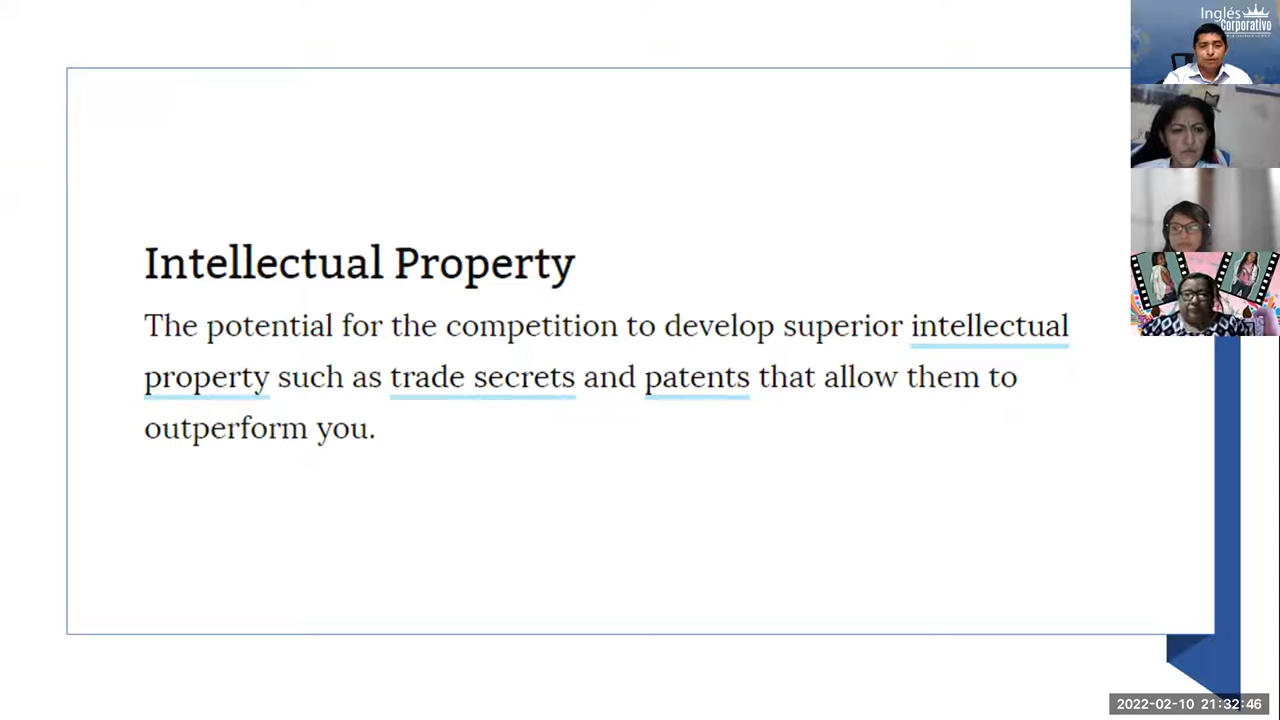 Inglés
Corporativo
Intellectual Property
The potential for the competition to develop superior intellectual
property such as trade secrets and patents that allow them to
outperform you.
2022-02-10 21:32:46